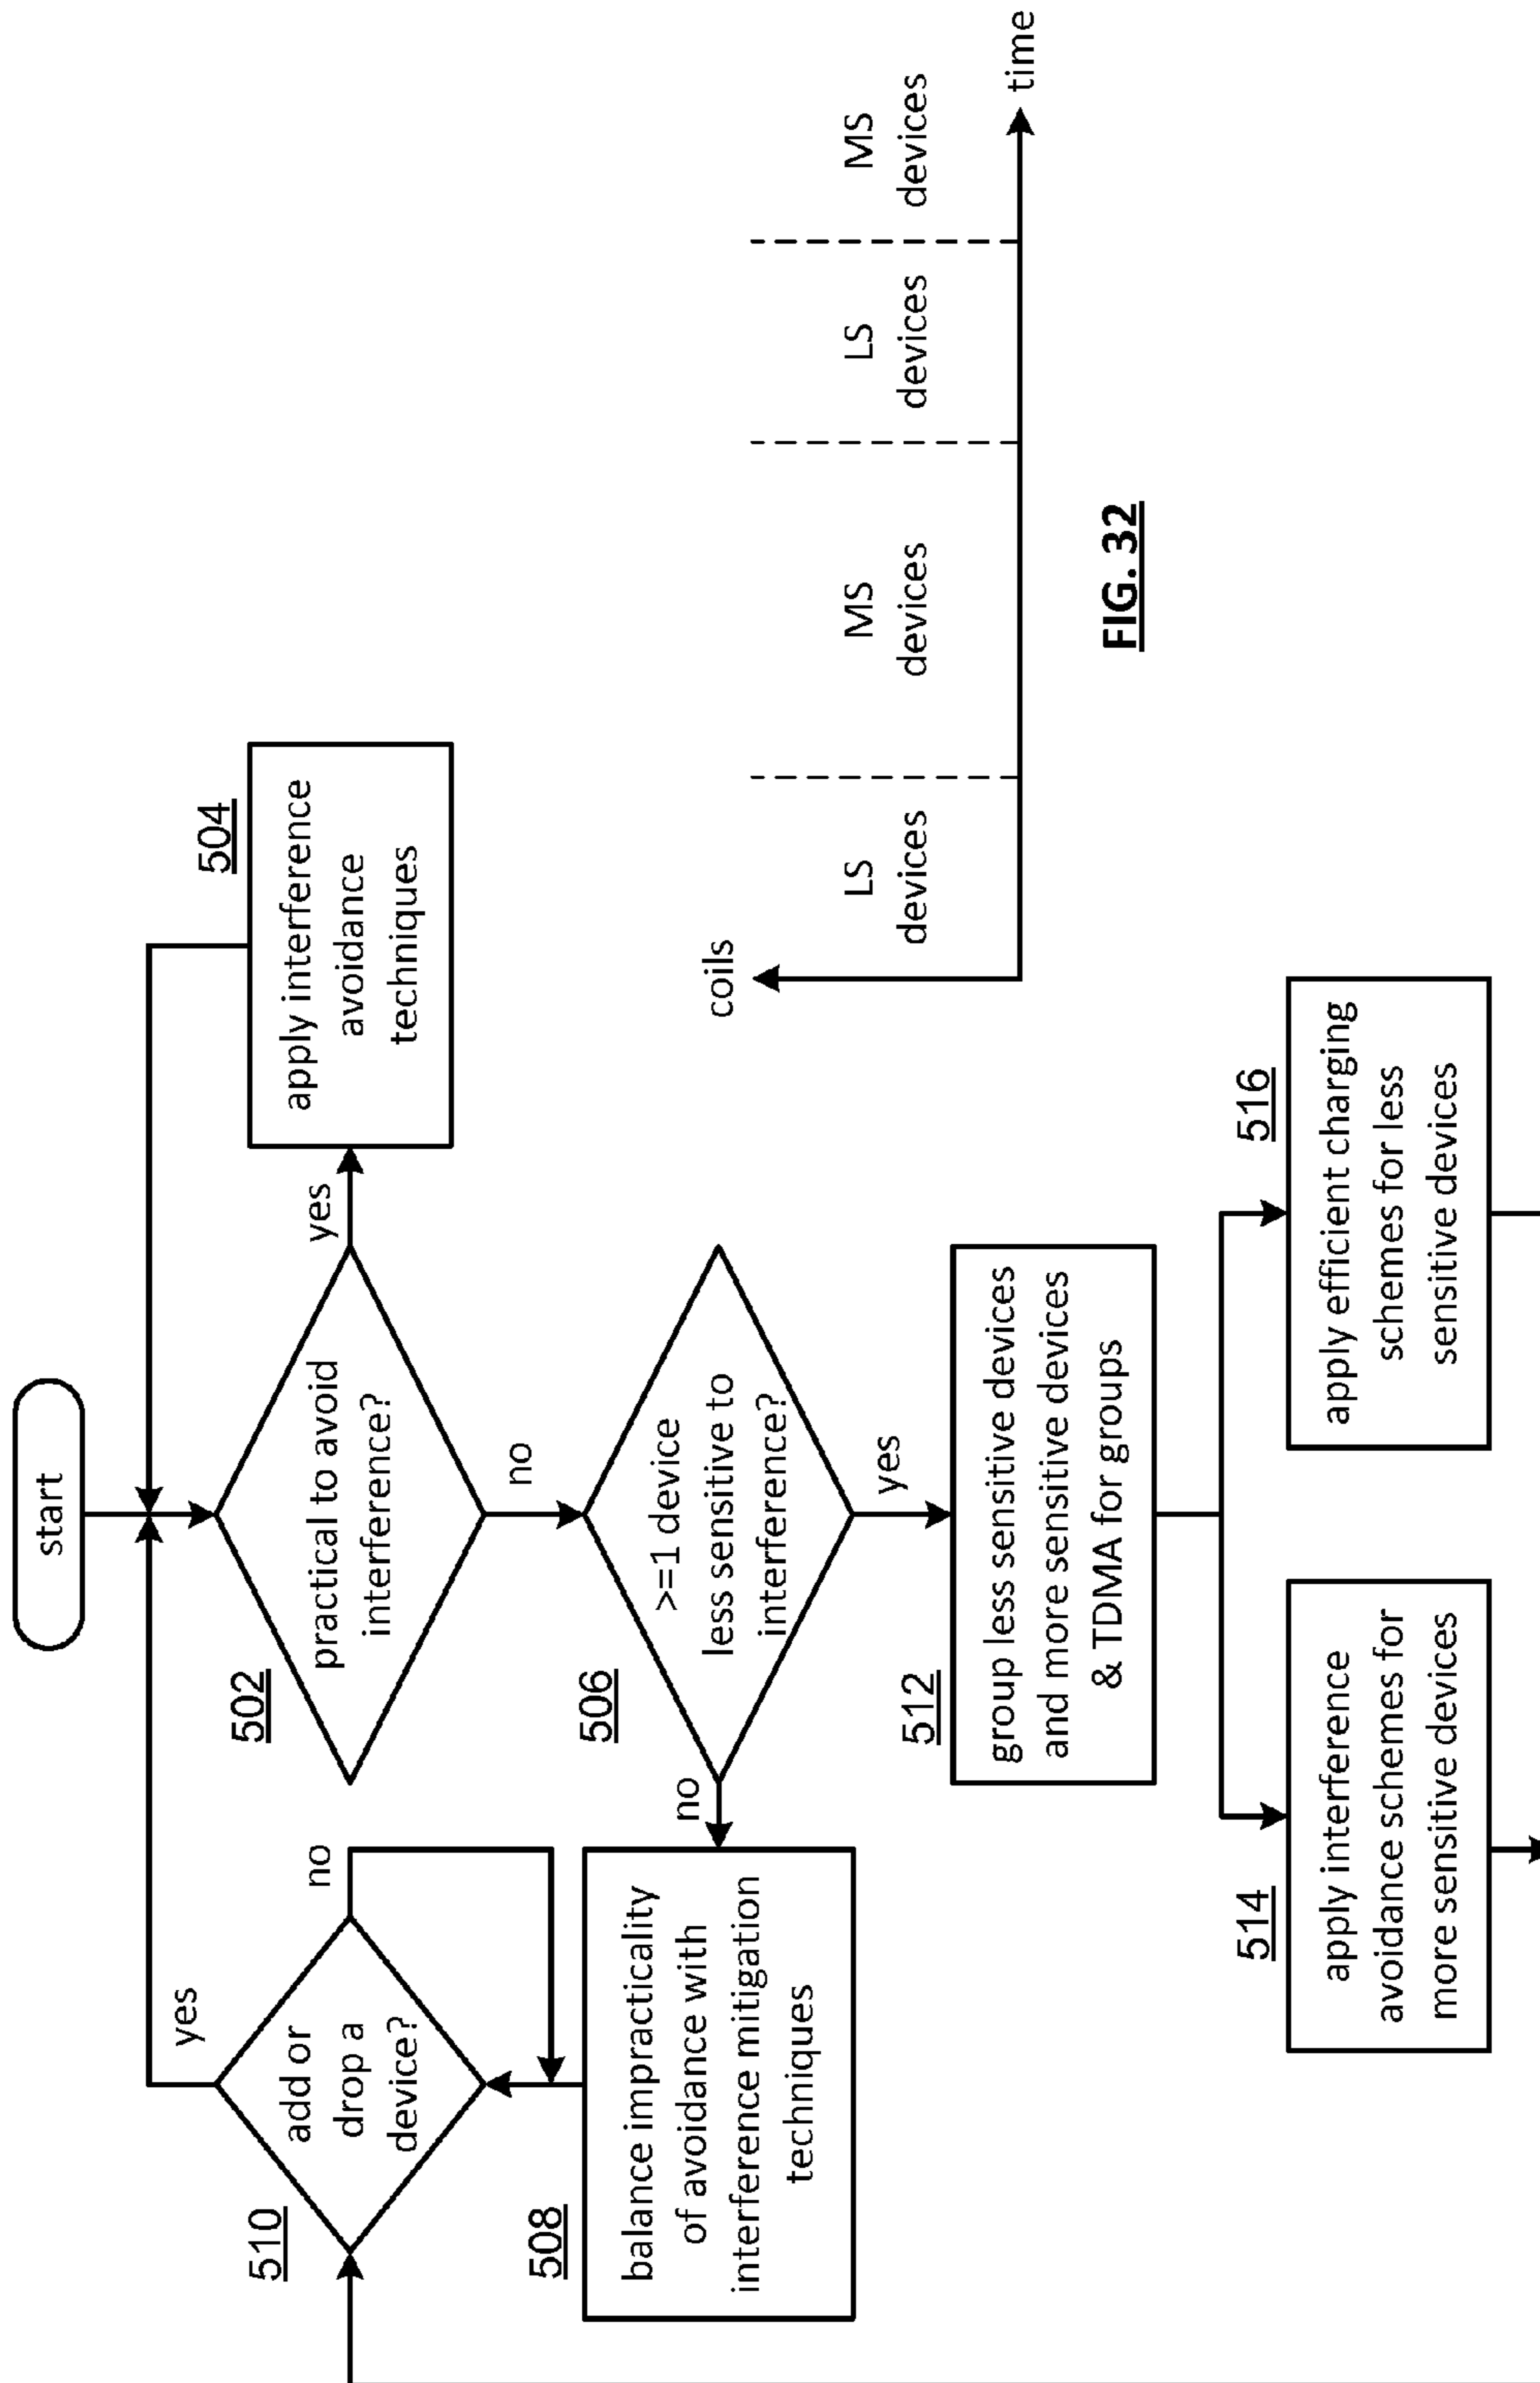 start
502
practical to avoid
interference?
yes
504
apply interference
avoidance
techniques
no
506
>=1 device
less sensitive to
interference?
no
508
balance impracticality
of avoidance with
interference mitigation
techniques
510
add or
drop a
device?
yes
no
yes
512
group less sensitive devices
and more sensitive devices
& TDMA for groups
514
apply interference
avoidance schemes for
more sensitive devices
516
apply efficient charging
schemes for less
sensitive devices
coils
LS
devices
MS
devices
LS
devices
MS
devices
time
FIG. 32